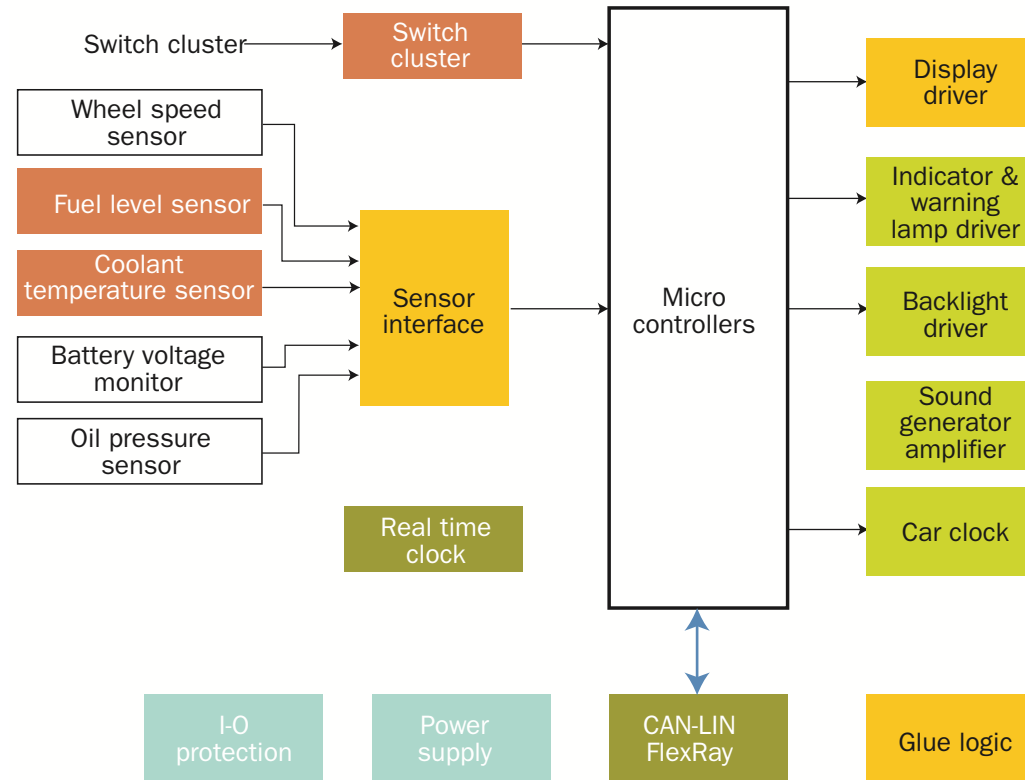 Switch cluster
Switch
cluster
Wheel speed
sensor
Fuel level sensor
Coolant
temperature sensor
Battery voltage
monitor
Oil pressure
sensor
Sensor
interface
Real time
clock
Micro
controllers
Display
driver
Indicator &
warning
lamp driver
Backlight
driver
Sound
generator
amplifier
Car clock
I-O
protection
Power
supply
CAN-LIN
FlexRay
Glue logic